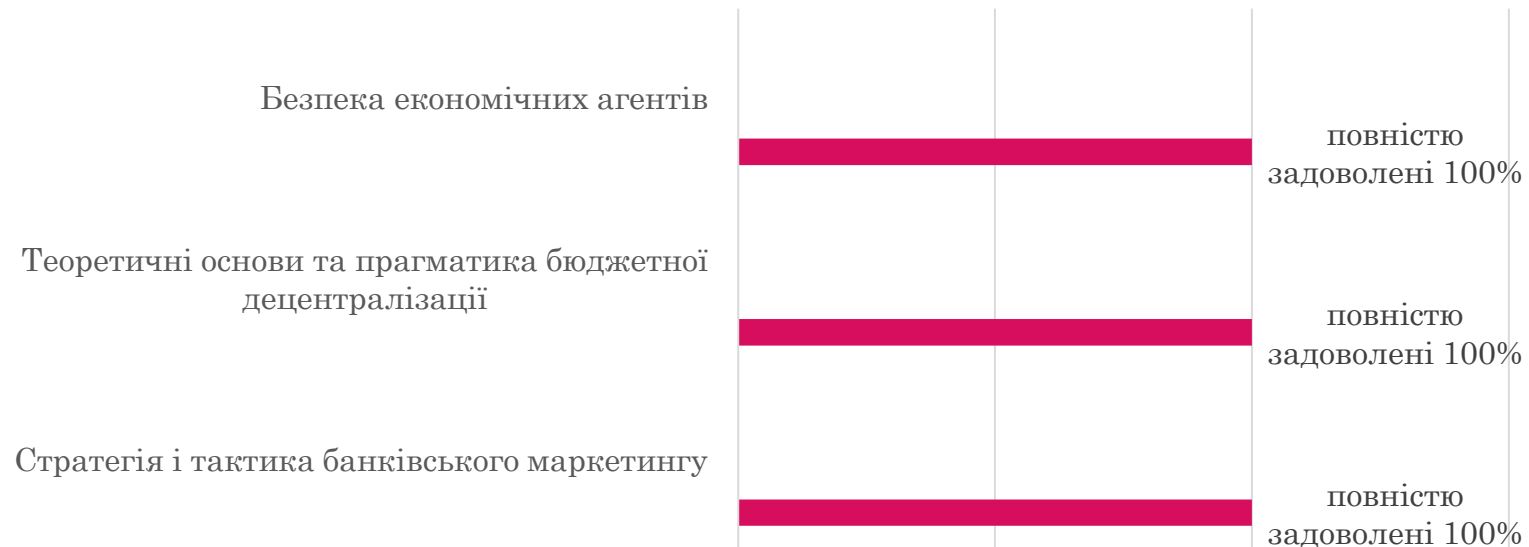 Безпека економічних агентів
повністю
задоволені 100%
Теоретичні основи та прагматика бюджетної
децентралізації
повністю
задоволені 100%
Стратегія і тактика банківського маркетингу
повністю
задоволені 100%